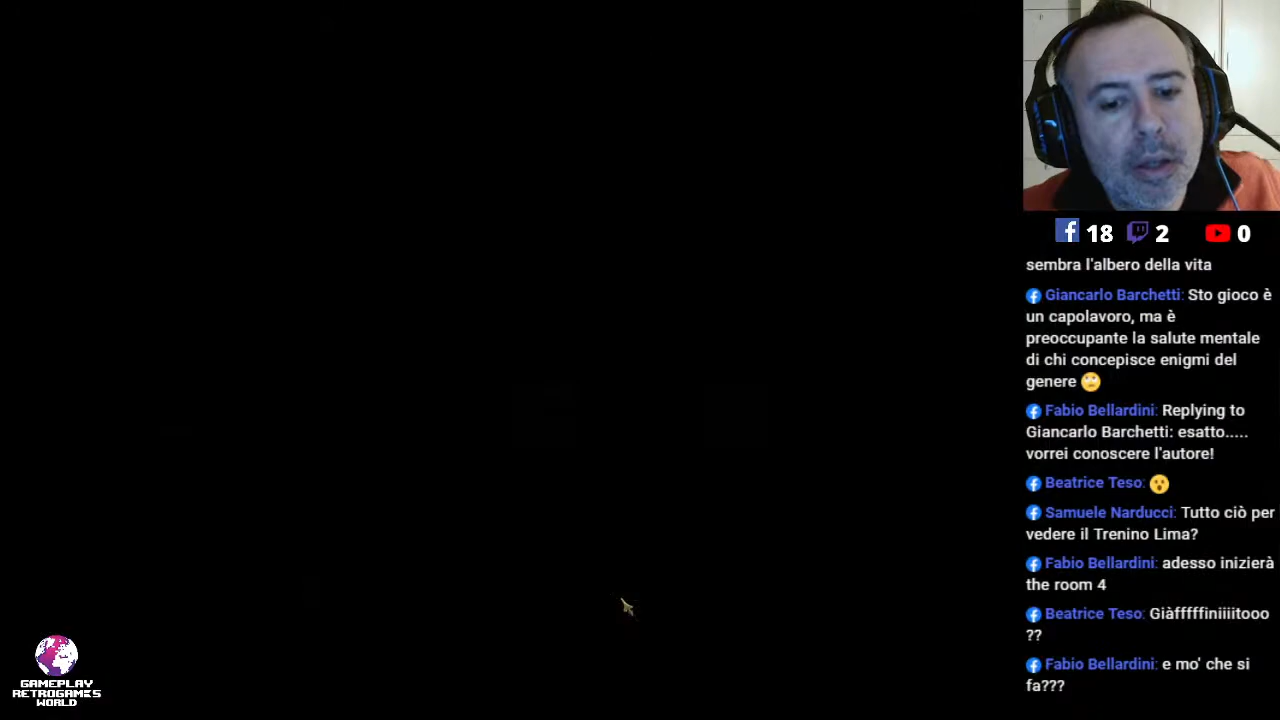 18 2 0
sembra l'albero della vita
Giancarlo Barchetti: Sto gioco è
un capolavoro, ma è
preoccupante la salute mentale
di chi concepisce enigmi del
genere
Fabio Bellardini: Replying to
Giancarlo Barchetti: esatto.....
vorrei conoscere l'autore!
Beatrice Teso:
Samuele Narducci: Tutto ciò per
vedere il Trenino Lima?
Fabio Bellardini: adesso inizierà
the room 4
Beatrice Teso: Giàfffffiniiiitooo
??
Fabio Bellardini: e mo' che si
fa???
GAMEPLAY
RETROGAMES
WORLD